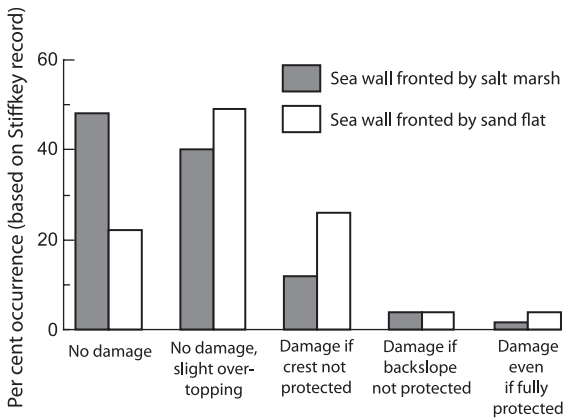 Per cent occurrence (based on Stiffkey record)
60
40
20
0
Sea wall fronted by salt marsh
Sea wall fronted by sand flat
No damage
No damage,
slight over-
topping
Damage if
crest not
protected
Damage if
backslope
not protected
Damage
even
if fully
protected